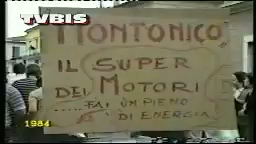 TVBIS
"MONTONICO"
IL SUPER
DEI MOTORI
......FAI UN PIENO
DI ENERGIA
1984